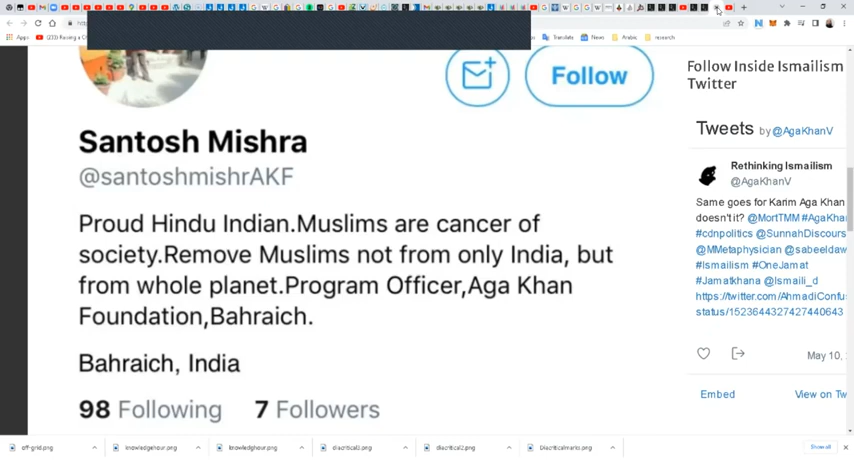 Apps
Translate
News
Arabic
research
Follow
Santosh Mishra
@santoshmishrAKF
Proud Hindu Indian.Muslims are cancer of
society.Remove Muslims not from only India, but
from whole planet.Program Officer,Aga Khan
Foundation,Bahraich.
Bahraich, India
98 Following 7 Followers
Follow Inside Ismailism
Twitter
Tweets by @AgaKhanV
Rethinking Ismailism
@AgaKhanV
Same goes for Karim Aga Khan
doesn't it? @MortTMM #AgaKhan
#cdnpolitics @SunnahDiscours
@MMetaphysician @sabeeldaw
#Ismailism #OneJamat
#Jamatkhana @Ismaili_d
https://twitter.com/AhmadiConfus
status/1523644327427440643
May 10,
Embed
View on Tw
off-grid.png
knowledgehour.png
knowledghour.png
diacritical3.png
diacritical2.png
Diacriticalmarks.png
Show all